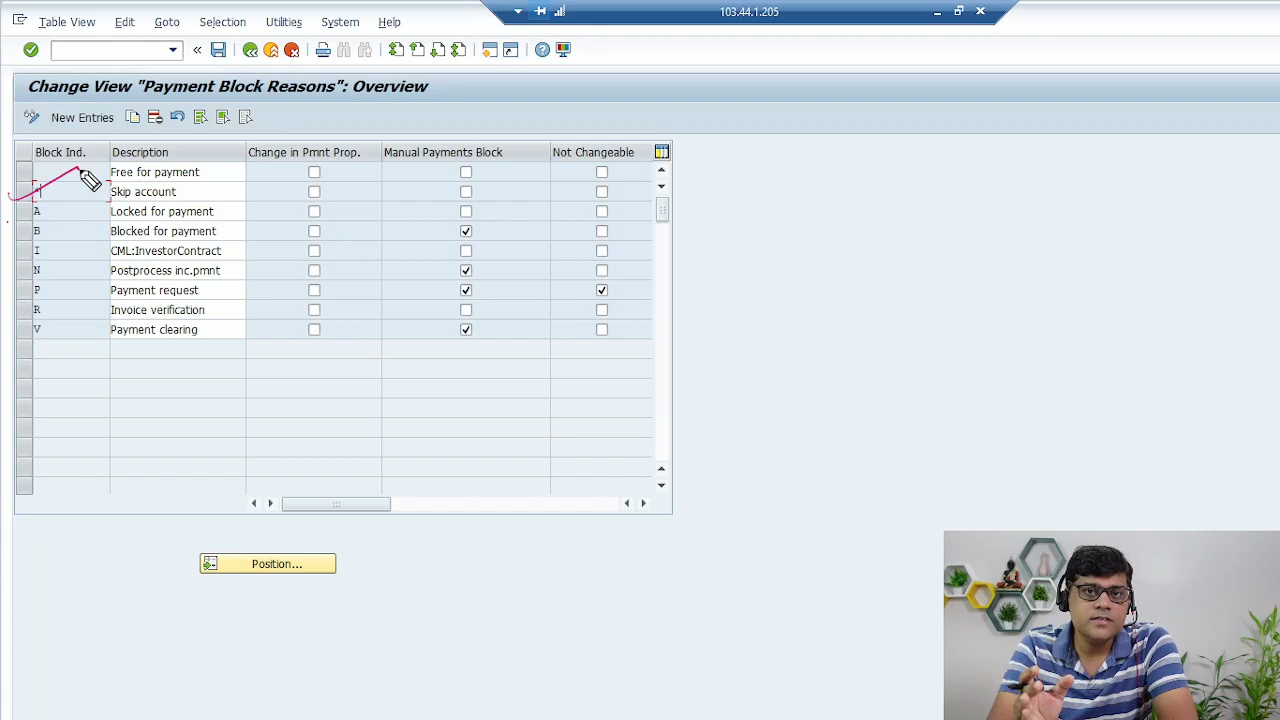 Table View Edit Goto Selection Utilities System Help
103.44.1.205
Change View "Payment Block Reasons": Overview
New Entries
Block Ind. Description Change in Pmnt Prop. Manual Payments Block Not Changeable
Free for payment
* Skip account
A Locked for payment
B Blocked for payment
I CML:InvestorContract
N Postprocess inc.pmnt
P Payment request
R Invoice verification
V Payment clearing
Position...